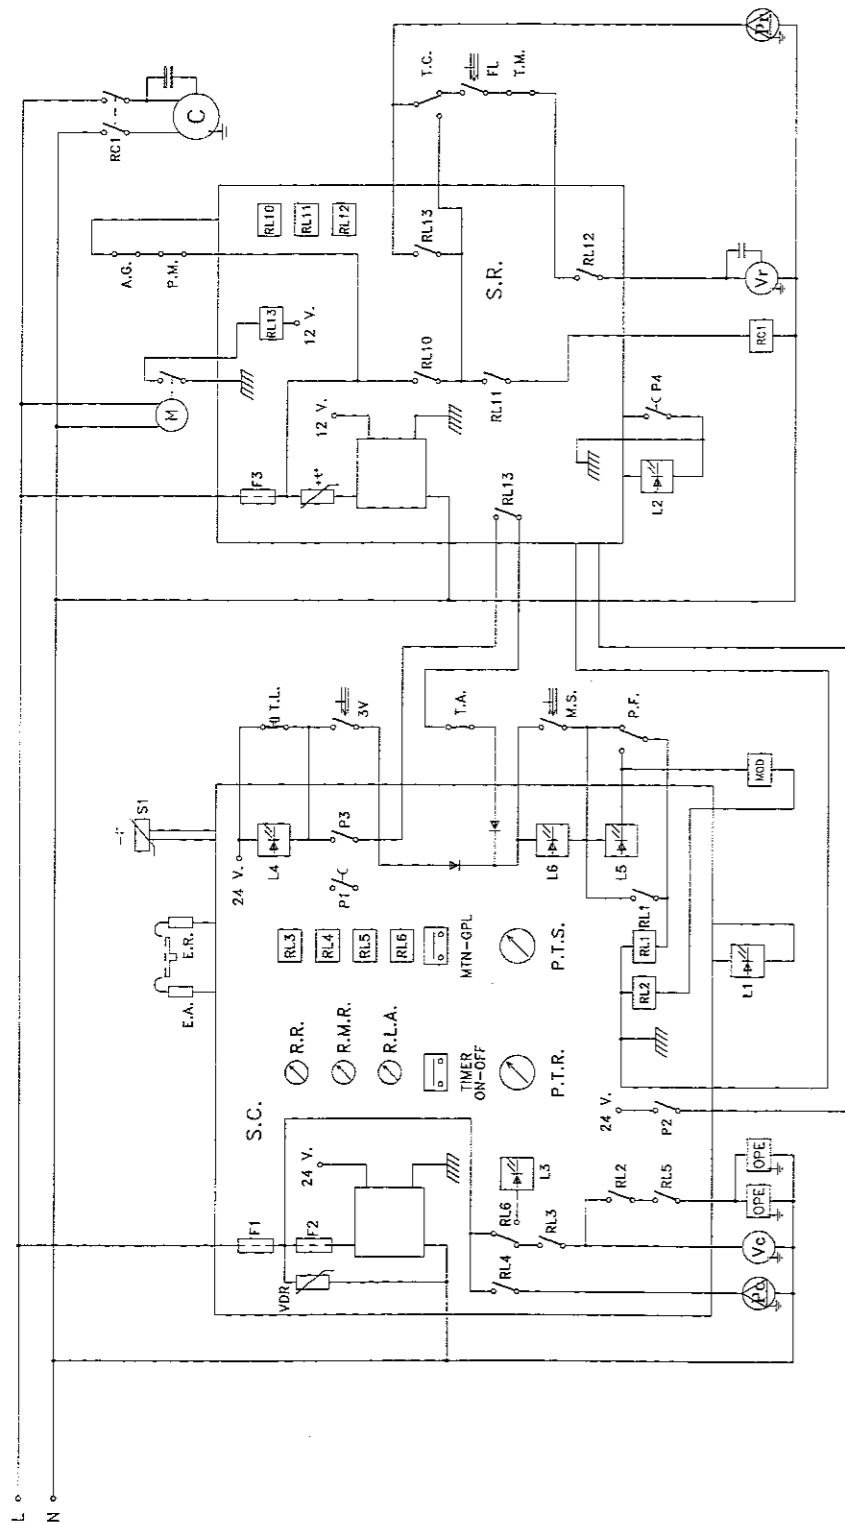 L
N
F1
F2
VDR
24 V.
S.C.
RL4
RL6
RL3
L3
RL2
RL5
Pc
Vc
OPE
OPE
E.A.
E.R.
S1
R.R.
R.M.R.
R.L.A.
TIMER
ON-OFF
P.T.R.
24 V.
P2
RL3
RL4
RL5
RL6
MTN-GPL
P.T.S.
RL2
RL1
RL1
L1
24 V.
L4
P1
P3
L6
L5
T.L.
3V
T.A.
M.S.
P.F.
MOD
F3
+t°
12 V.
RL13
L2
P4
M
RL13
12 V.
RL10
RL11
RC1
A.G.
P.M.
RL10
RL11
RL12
RL13
S.R.
RL12
Vr
RC1
C
T.C.
FL
T.M.